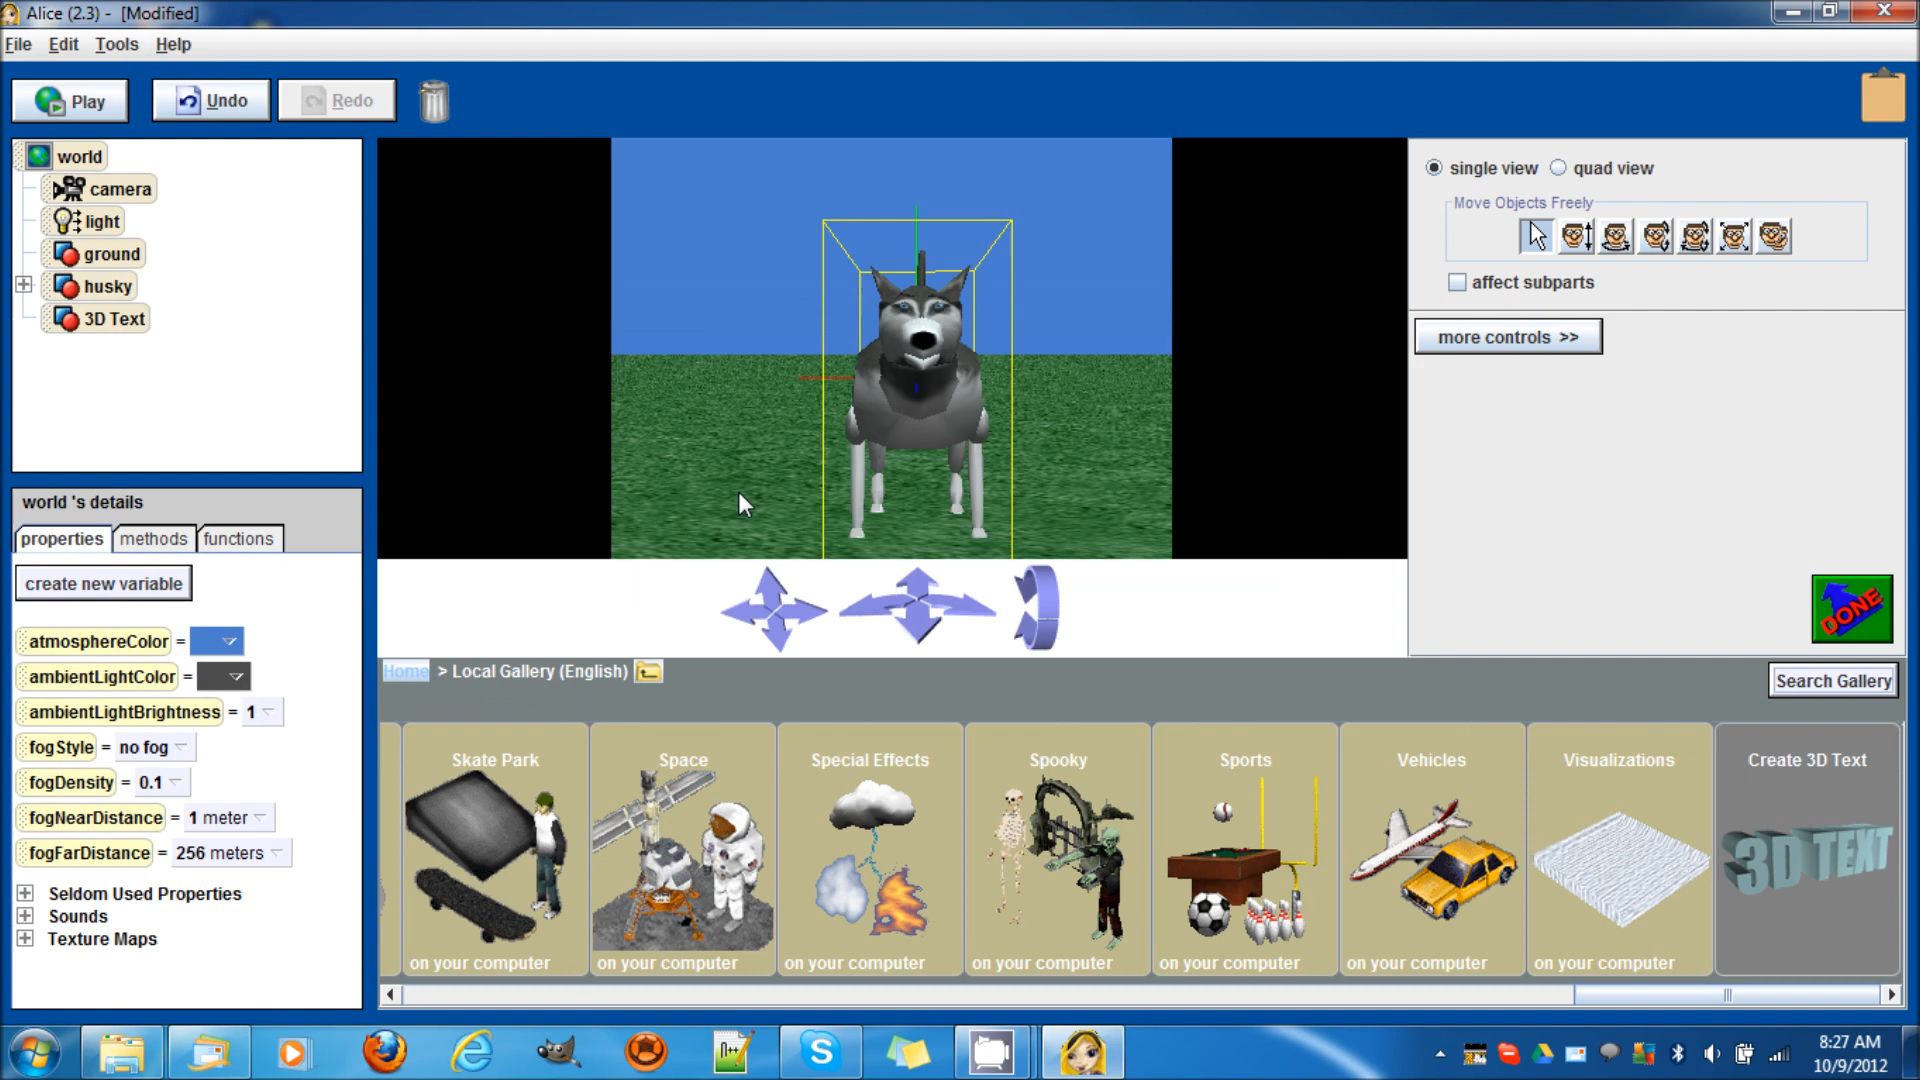 Alice (2.3) - [Modified]
File Edit Tools Help
Play Undo Redo
world
camera
light
ground
husky
3D Text
single view quad view
Move Objects Freely
affect subparts
more controls >>
DONE
world 's details
properties methods functions
create new variable
atmosphereColor =
ambientLightColor =
ambientLightBrightness = 1
fogStyle = no fog
fogDensity = 0.1
fogNearDistance = 1 meter
fogFarDistance = 256 meters
Seldom Used Properties
Sounds
Texture Maps
Home > Local Gallery (English)
Search Gallery
Skate Park
on your computer
Space
on your computer
Special Effects
on your computer
Spooky
on your computer
Sports
on your computer
Vehicles
on your computer
Visualizations
on your computer
Create 3D Text
3D TEXT
8:27 AM
10/9/2012